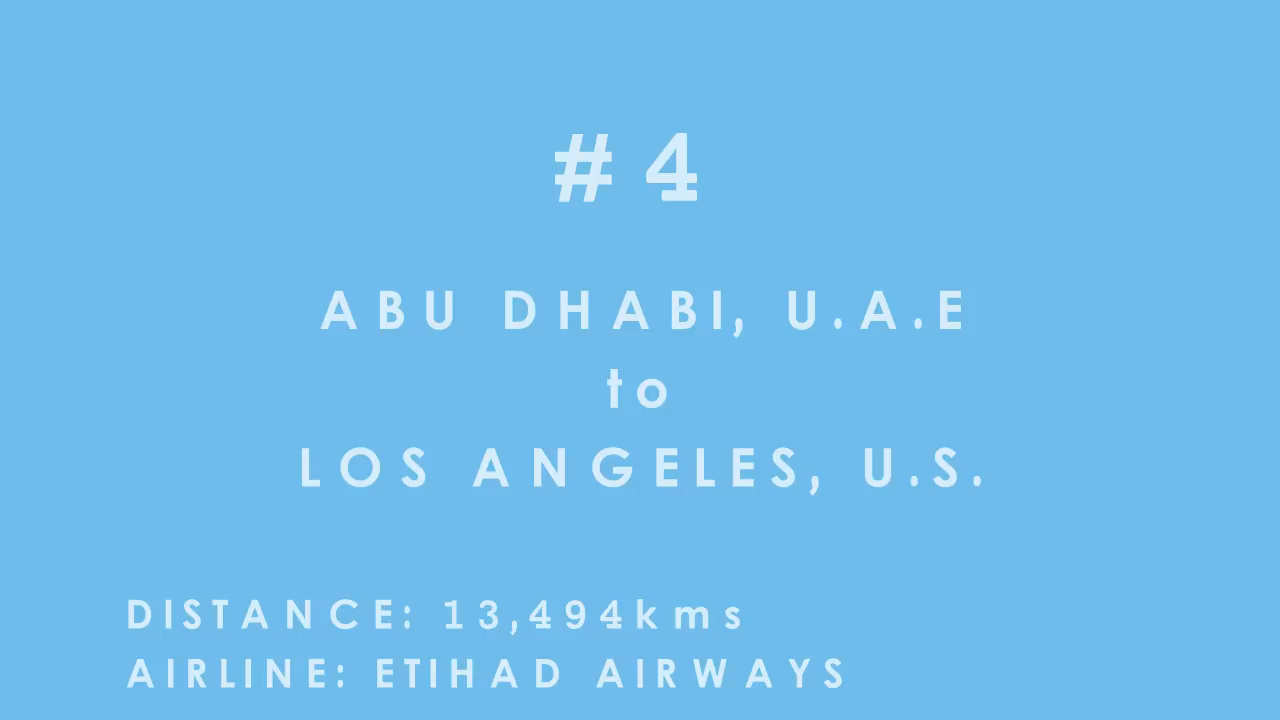 #4
ABU DHABI, U.A.E
to
LOS ANGELES, U.S.
DISTANCE: 13,494kms
AIRLINE: ETIHAD AIRWAYS